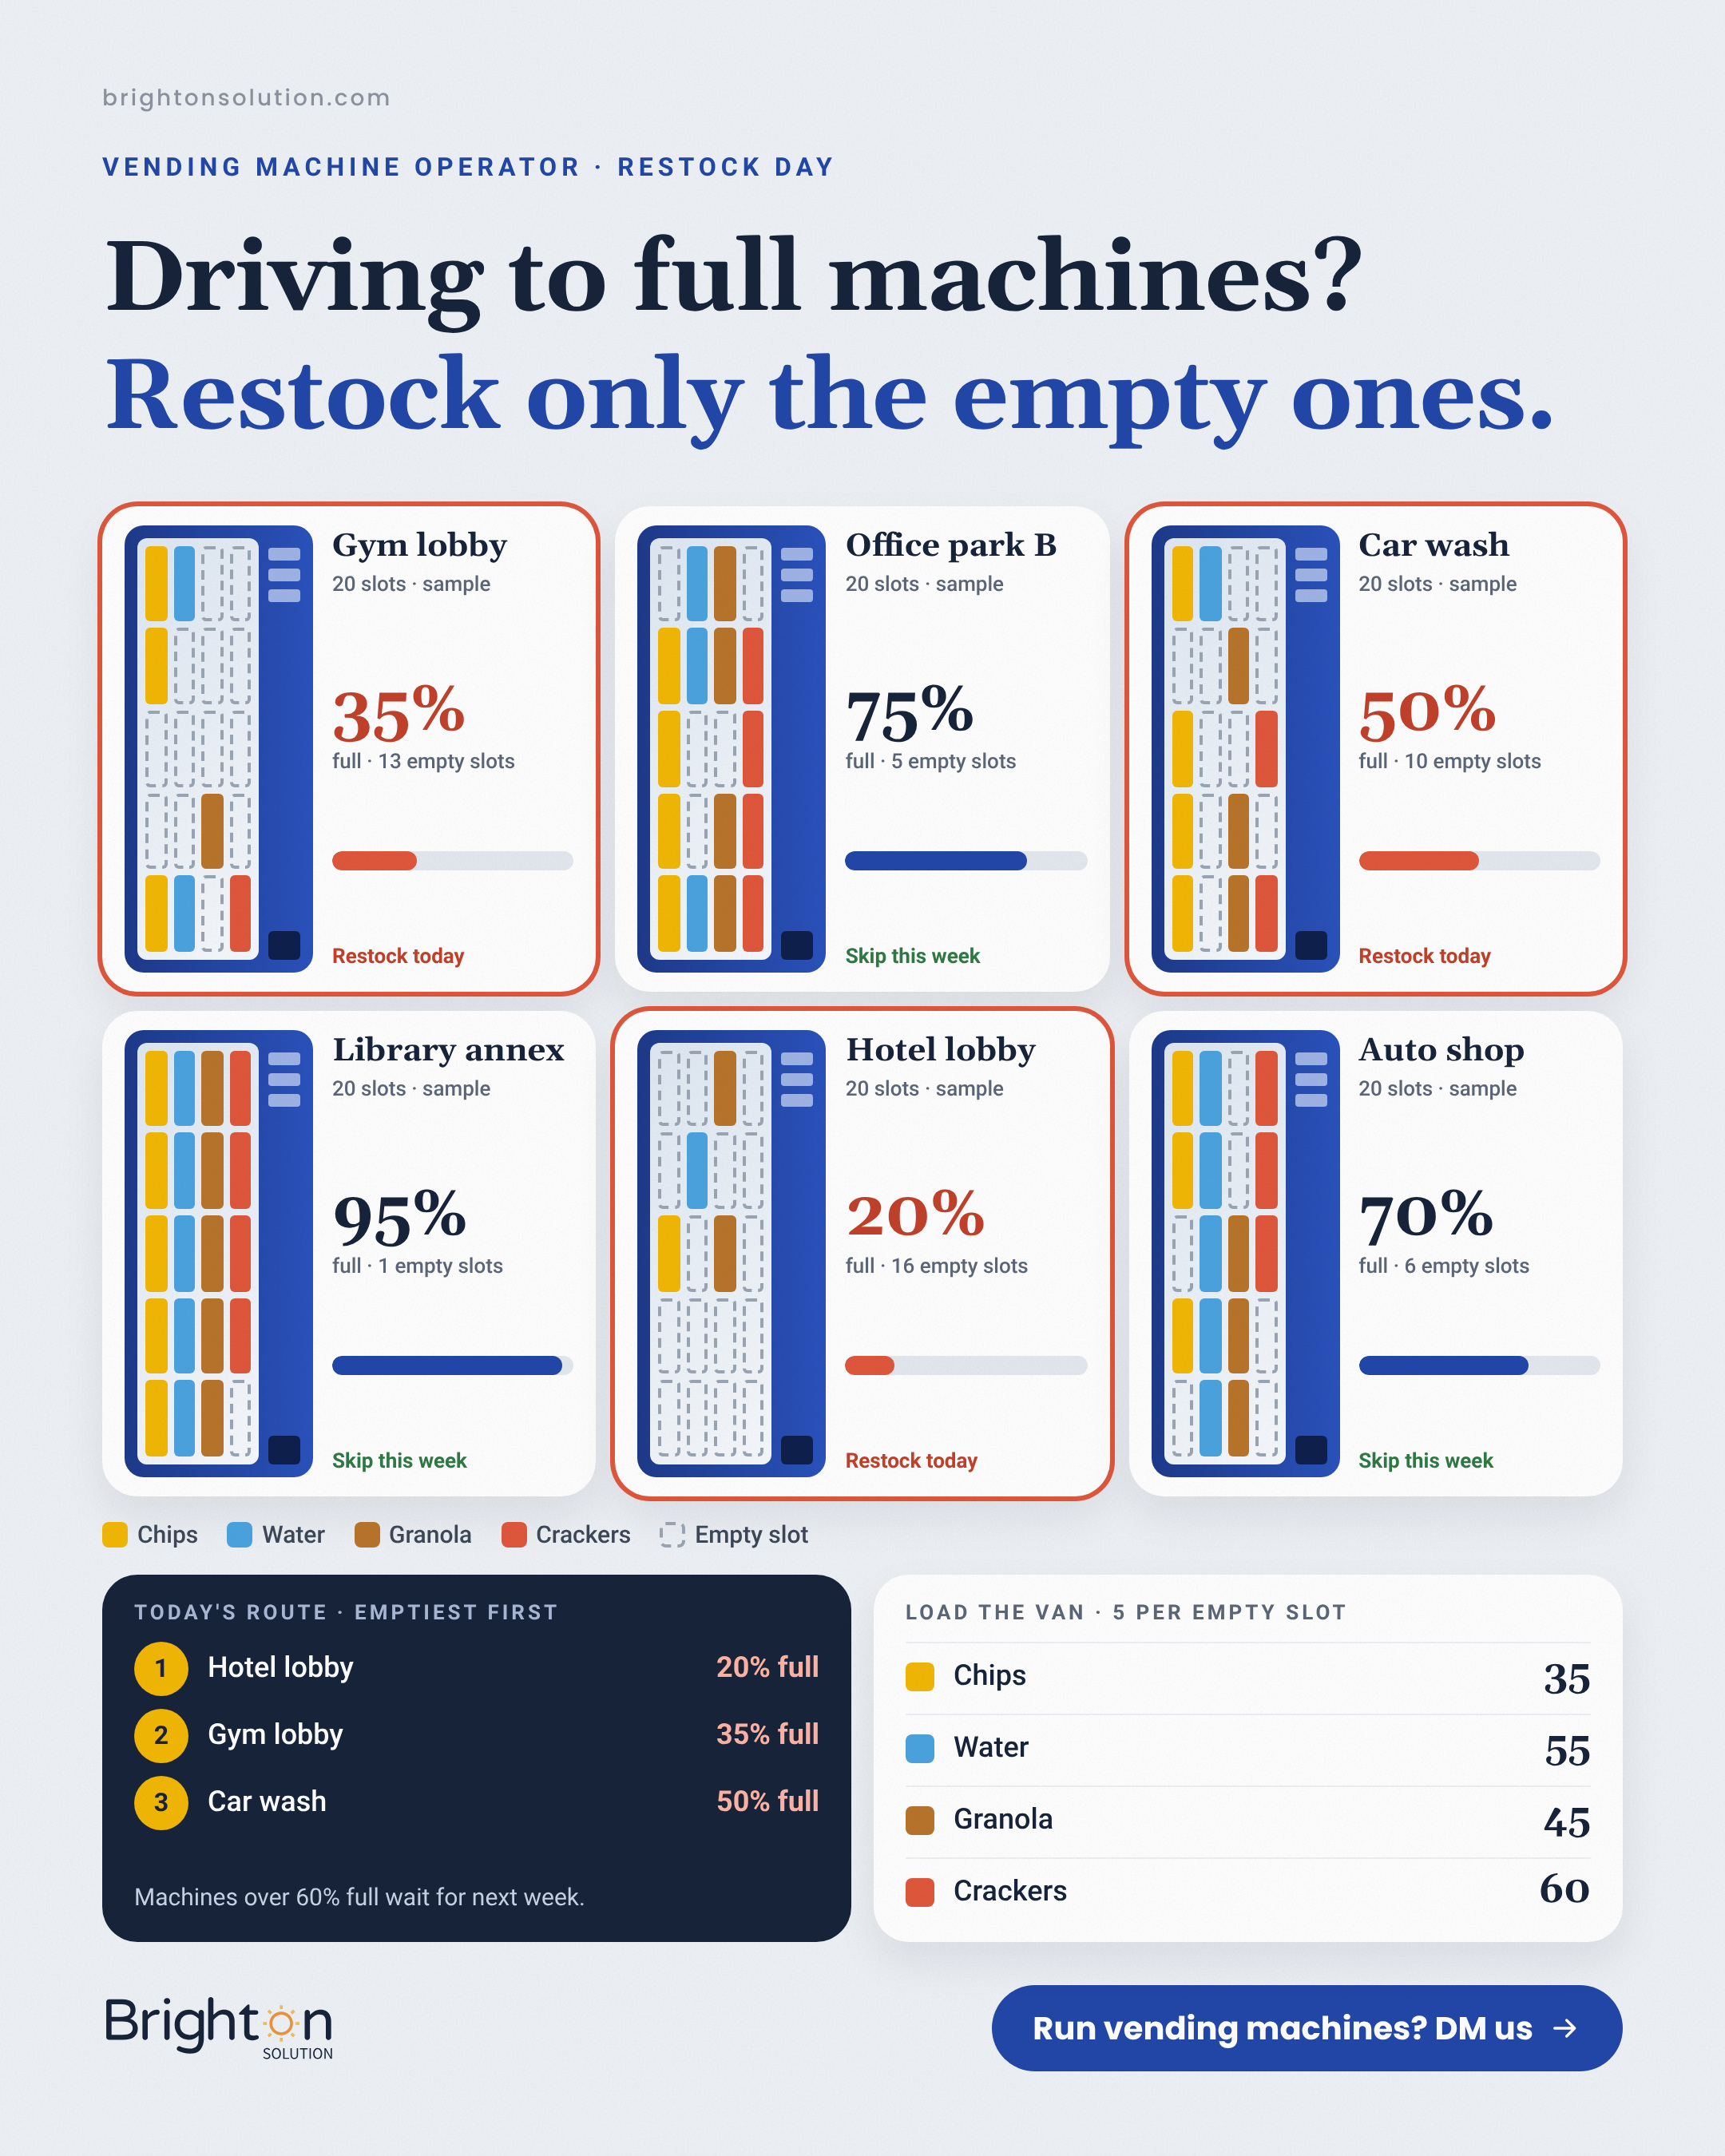 brightonsolution.com
VENDING MACHINE OPERATOR · RESTOCK DAY
Driving to full machines?
Restock only the empty ones.
Gym lobby
20 slots · sample
35%
full · 13 empty slots
Restock today
Office park B
20 slots · sample
75%
full · 5 empty slots
Skip this week
Car wash
20 slots · sample
50%
full · 10 empty slots
Restock today
Library annex
20 slots · sample
95%
full · 1 empty slots
Skip this week
Hotel lobby
20 slots · sample
20%
full · 16 empty slots
Restock today
Auto shop
20 slots · sample
70%
full · 6 empty slots
Skip this week
Chips Water Granola Crackers Empty slot
TODAY'S ROUTE · EMPTIEST FIRST
1 Hotel lobby 20% full
2 Gym lobby 35% full
3 Car wash 50% full
Machines over 60% full wait for next week.
LOAD THE VAN · 5 PER EMPTY SLOT
Chips 35
Water 55
Granola 45
Crackers 60
Brighton
SOLUTION
Run vending machines? DM us →